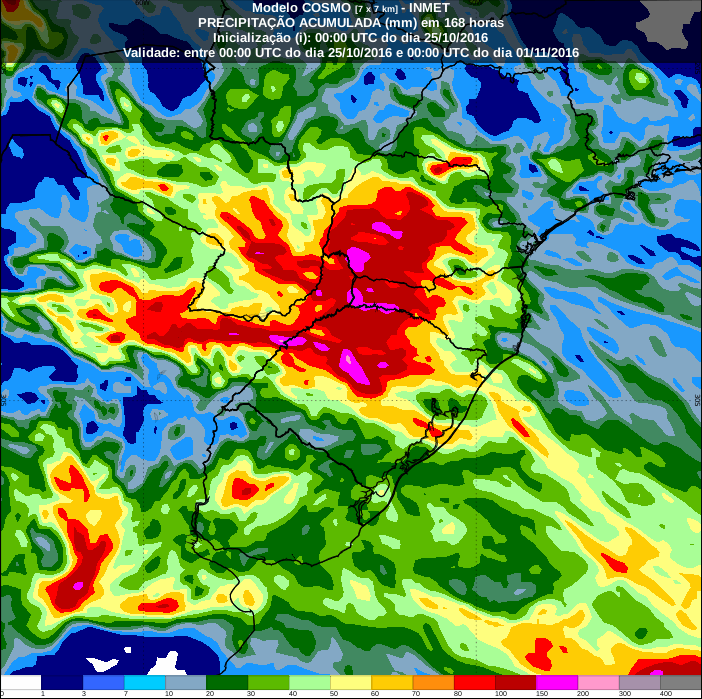 Modelo COSMO [7 x 7 km] - INMET
PRECIPITAÇÃO ACUMULADA (mm) em 168 horas
Inicialização (i): 00:00 UTC do dia 25/10/2016
Validade: entre 00:00 UTC do dia 25/10/2016 e 00:00 UTC do dia 01/11/2016
0 1 3 7 10 20 30 40 50 60 70 80 100 150 200 300 400